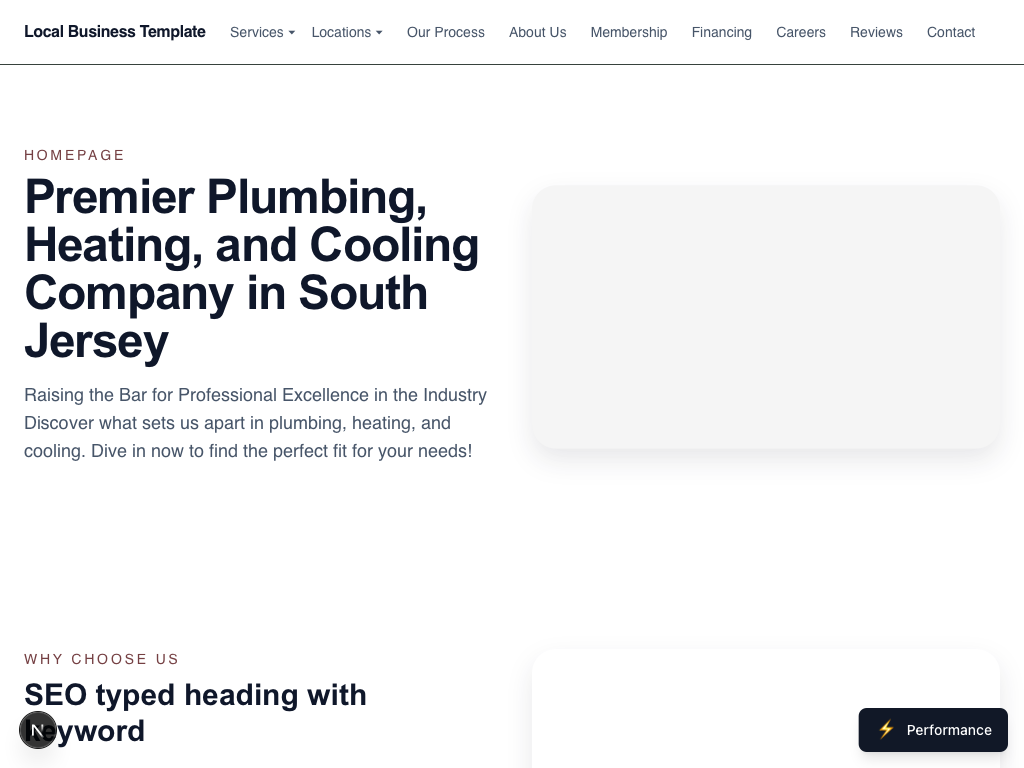 Local Business Template Services Locations Our Process About Us Membership Financing Careers Reviews Contact
HOMEPAGE
Premier Plumbing,
Heating, and Cooling
Company in South
Jersey
Raising the Bar for Professional Excellence in the Industry
Discover what sets us apart in plumbing, heating, and
cooling. Dive in now to find the perfect fit for your needs!
WHY CHOOSE US
SEO typed heading with
keyword
N
⚡ Performance